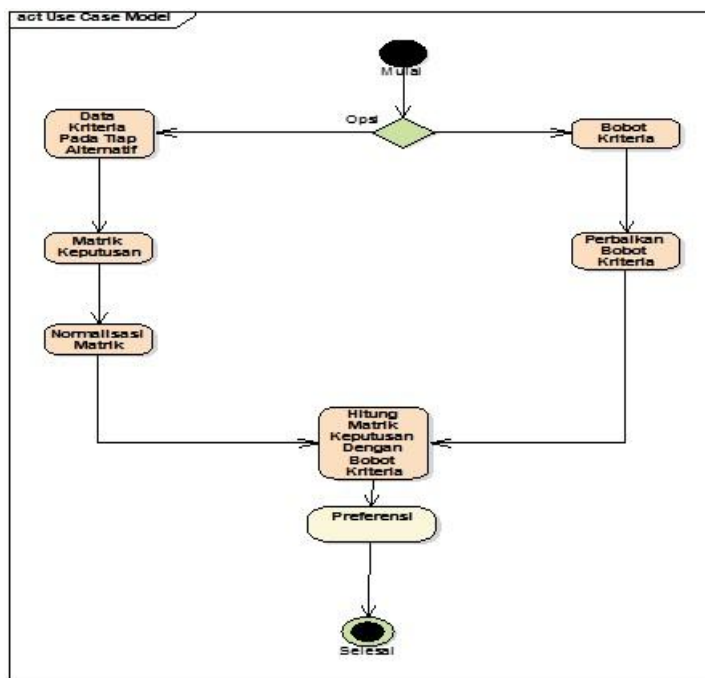 act Use Case Model
Mulai
Opsi
Data
Kriteria
Pada Tiap
Alternatif
Bobot
Kriteria
Matrik
Keputusan
Perbaikan
Bobot
Kriteria
Normalisasi
Matrik
Hitung
Matrik
Keputusan
Dengan
Bobot
Kriteria
Preferensi
Selesai